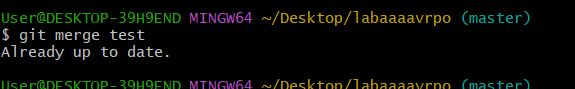 User@DESKTOP-39H9END MINGW64 ~/Desktop/labaaaavrpo (master)
$ git merge test
Already up to date.
User@DESKTOP-39H9END MINGW64 ~/Desktop/labaaaavrpo (master)